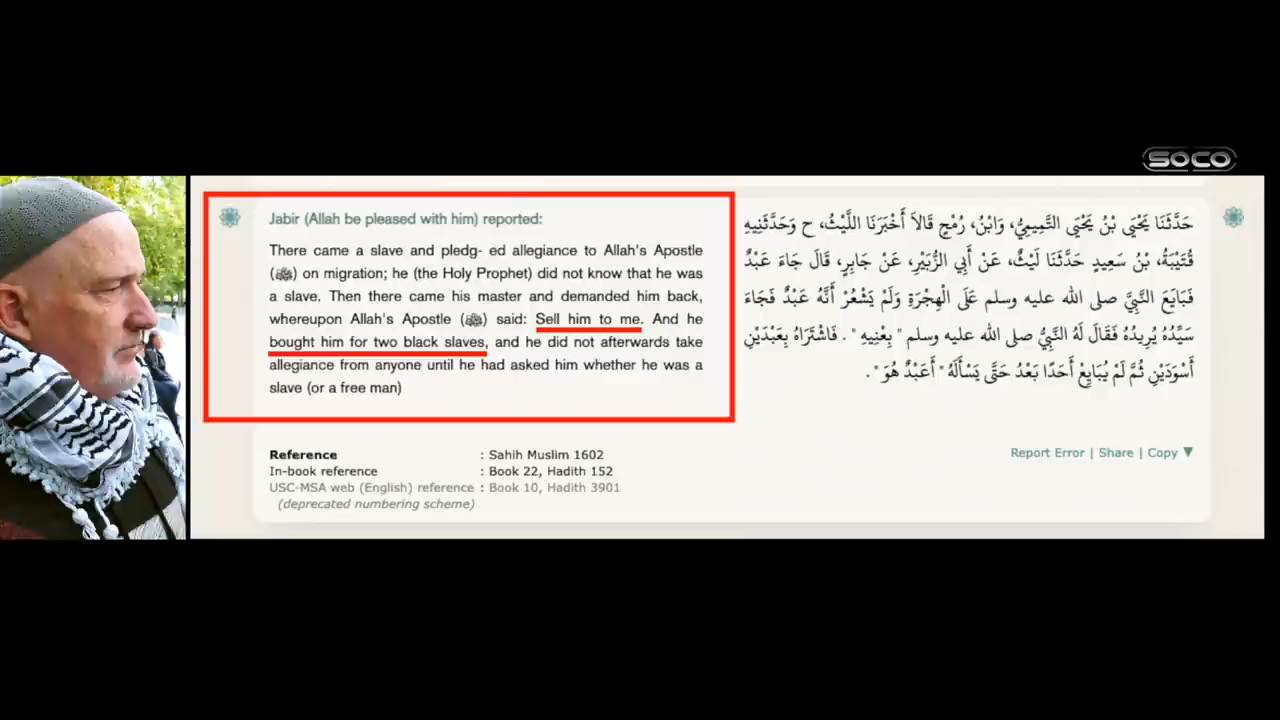 SOCO
Jabir (Allah be pleased with him) reported:
There came a slave and pledg- ed allegiance to Allah's Apostle
(ﷺ) on migration; he (the Holy Prophet) did not know that he was
a slave. Then there came his master and demanded him back,
whereupon Allah's Apostle (ﷺ) said: Sell him to me. And he
bought him for two black slaves, and he did not afterwards take
allegiance from anyone until he had asked him whether he was a
slave (or a free man)
حَدَّثَنَا يَحْيَى بْنُ يَحْيَى التَّمِيمِيُّ، وَابْنُ، رُمْحٍ قَالاَ أَخْبَرَنَا اللَّيْثُ، ح وَحَدَّثَنِيهِ
قُتَيْبَةُ، بْنُ سَعِيدٍ حَدَّثَنَا لَيْثٌ، عَنْ أَبِي الزُّبَيْرِ، عَنْ جَابِرٍ، قَالَ جَاءَ عَبْدٌ
فَبَايَعَ النَّبِيَّ صلى الله عليه وسلم عَلَى الْهِجْرَةِ وَلَمْ يَشْعُرْ أَنَّهُ عَبْدٌ فَجَاءَ
سَيِّدُهُ يُرِيدُهُ فَقَالَ لَهُ النَّبِيُّ صلى الله عليه وسلم " بِعْنِيهِ " . فَاشْتَرَاهُ بِعَبْدَيْنِ
أَسْوَدَيْنِ ثُمَّ لَمْ يُبَايِعْ أَحَدًا بَعْدُ حَتَّى يَسْأَلَهُ " أَعَبْدٌ هُوَ " .
Reference : Sahih Muslim 1602
In-book reference : Book 22, Hadith 152
USC-MSA web (English) reference : Book 10, Hadith 3901
(deprecated numbering scheme)
Report Error | Share | Copy ▼